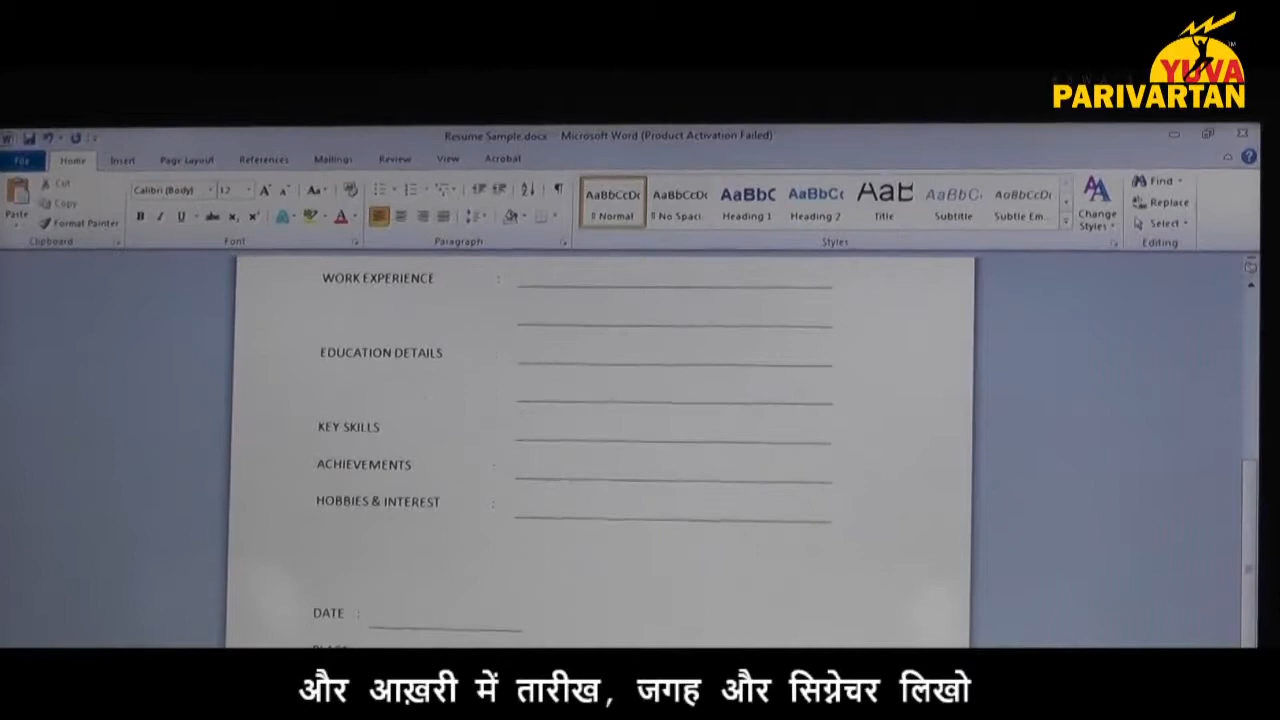 YUVA
PARIVARTAN
Resume Sample.docx - Microsoft Word (Product Activation Failed)
File Home Insert Page Layout References Mailings Review View Acrobat
Cut
Copy
Format Painter
Paste
Clipboard
Calibri (Body) 12
Font
Paragraph
AaBbCcDc AaBbCcDc AaBbC AaBbCc AaB AaBbCc. AaBbCcDi
¶ Normal ¶ No Spaci... Heading 1 Heading 2 Title Subtitle Subtle Em...
Styles
Change
Styles
Find
Replace
Select
Editing
WORK EXPERIENCE :
EDUCATION DETAILS :
KEY SKILLS
ACHIEVEMENTS :
HOBBIES & INTEREST :
DATE :
और आख़री में तारीख, जगह और सिग्नेचर लिखो